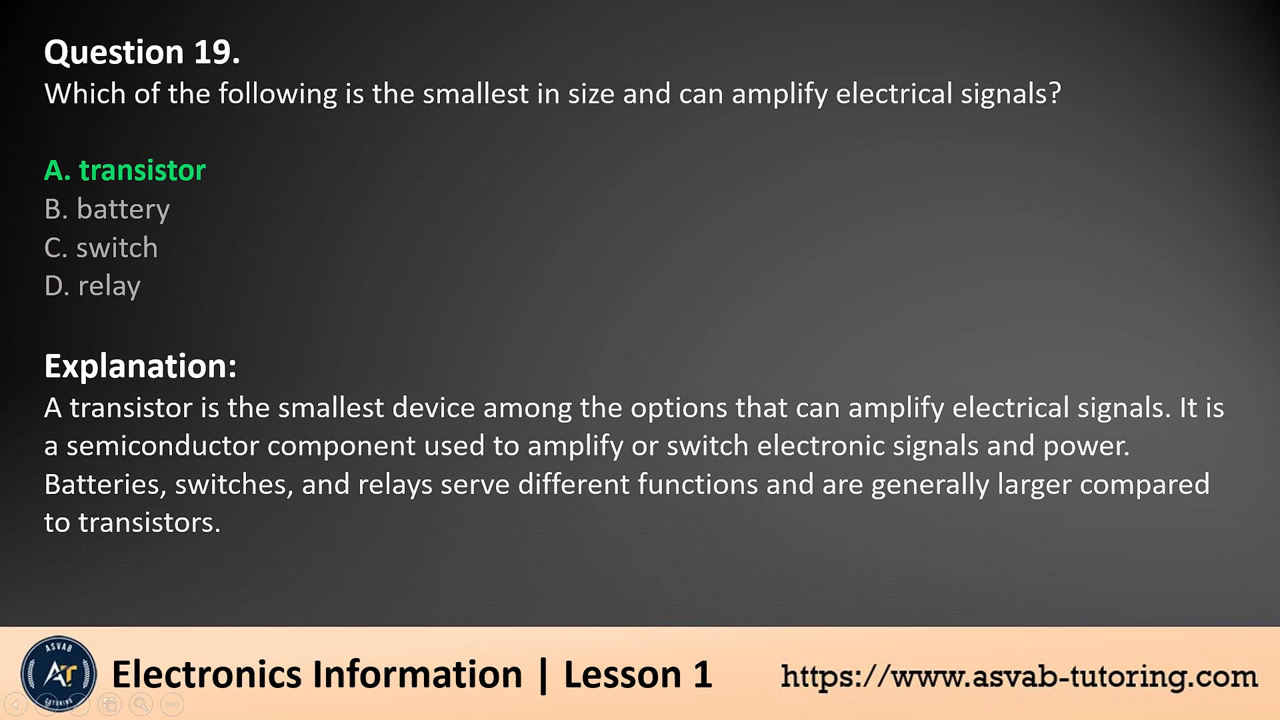 Question 19.
Which of the following is the smallest in size and can amplify electrical signals?
A. transistor
B. battery
C. switch
D. relay
Explanation:
A transistor is the smallest device among the options that can amplify electrical signals. It is
a semiconductor component used to amplify or switch electronic signals and power.
Batteries, switches, and relays serve different functions and are generally larger compared
to transistors.
ASVAB
AT
TUTORING
Electronics Information | Lesson 1
https://www.asvab-tutoring.com